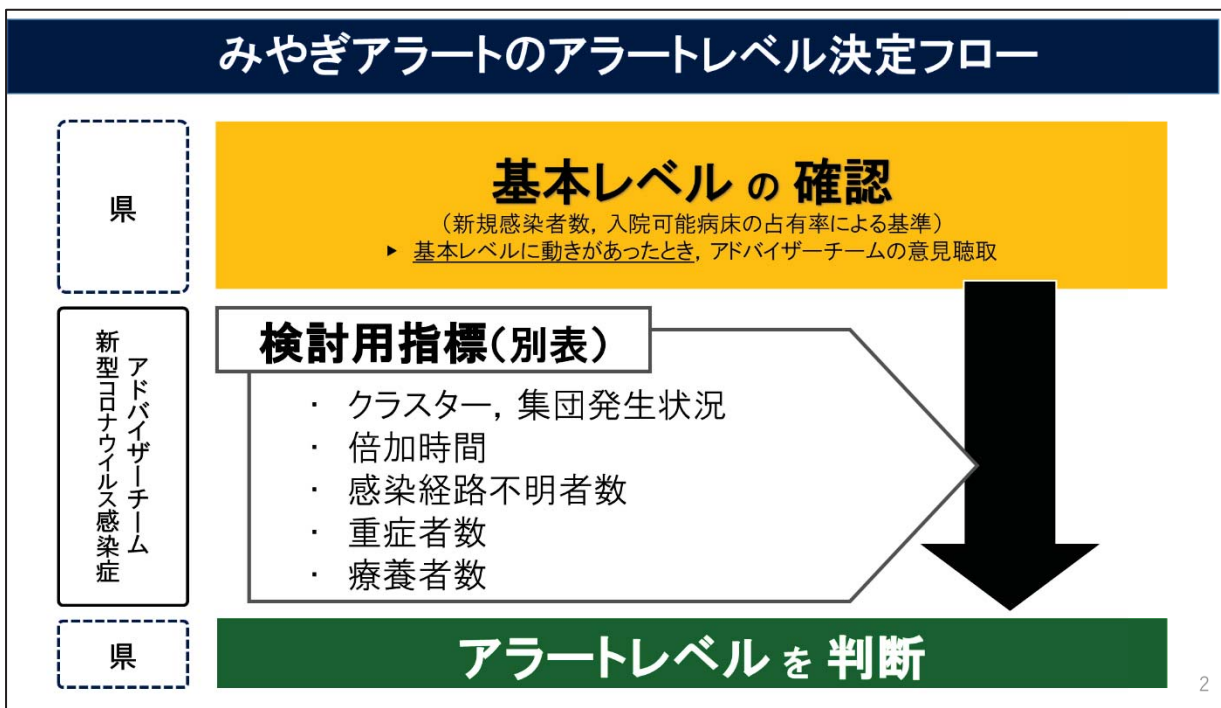 みやぎアラートのアラートレベル決定フロー
県
基本レベル の 確認
（新規感染者数, 入院可能病床の占有率による基準）
▶ 基本レベルに動きがあったとき, アドバイザーチームの意見聴取
新型コロナウイルス感染症
アドバイザーチーム
検討用指標（別表）
・ クラスター, 集団発生状況
・ 倍加時間
・ 感染経路不明者数
・ 重症者数
・ 療養者数
県
アラートレベル を 判断
2